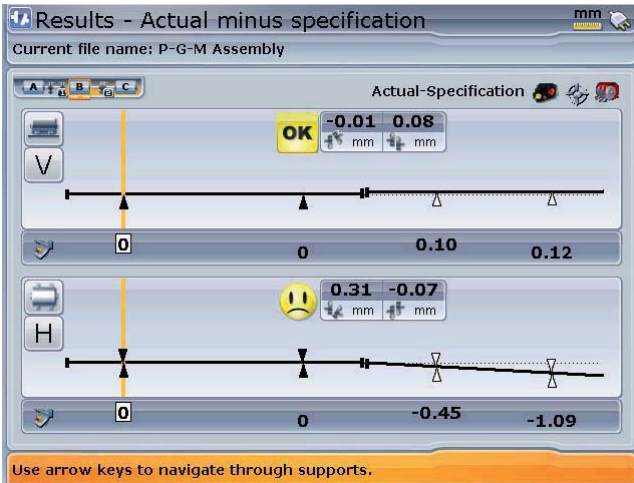 Results - Actual minus specification
mm
Current file name: P-G-M Assembly
A 1 B 2 C
Actual-Specification
OK
-0.01 0.08
mm mm
V
0 0 0.10 0.12
0.31 -0.07
mm mm
H
0 0 -0.45 -1.09
Use arrow keys to navigate through supports.